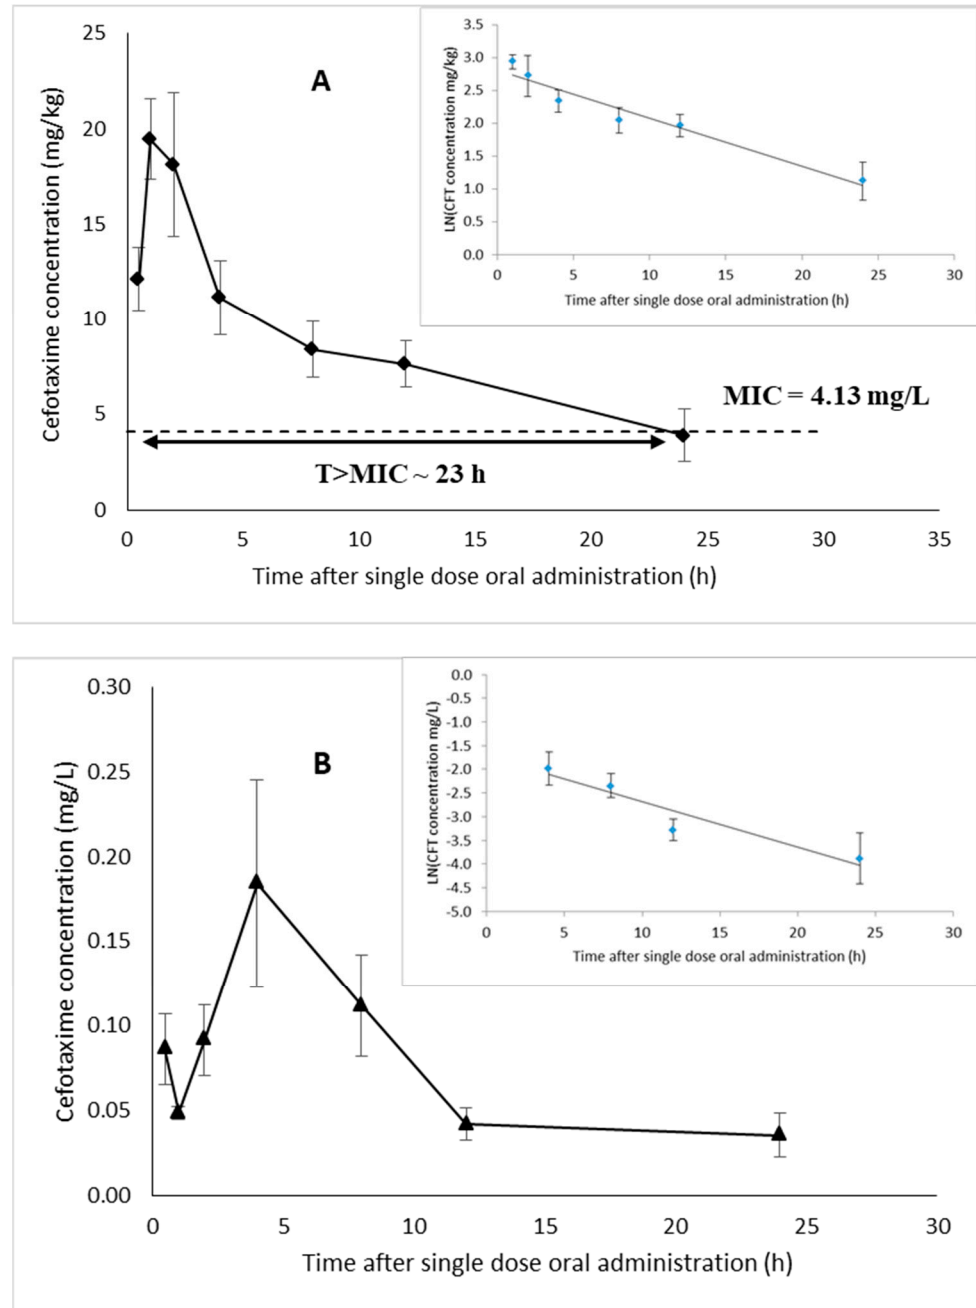 A
Cefotaxime concentration (mg/kg)
25
20
15
10
5
0
0 5 10 15 20 25 30 35
Time after single dose oral administration (h)
MIC = 4.13 mg/L
T>MIC ~ 23 h
LN(CFT concentration mg/kg)
3.5
3.0
2.5
2.0
1.5
1.0
0.5
0.0
0 5 10 15 20 25 30
Time after single dose oral administration (h)
B
Cefotaxime concentration (mg/L)
0.30
0.25
0.20
0.15
0.10
0.05
0.00
0 5 10 15 20 25 30
Time after single dose oral administration (h)
LN(CFT concentration mg/L)
0.0
-0.5
-1.0
-1.5
-2.0
-2.5
-3.0
-3.5
-4.0
-4.5
-5.0
0 5 10 15 20 25 30
Time after single dose oral administration (h)